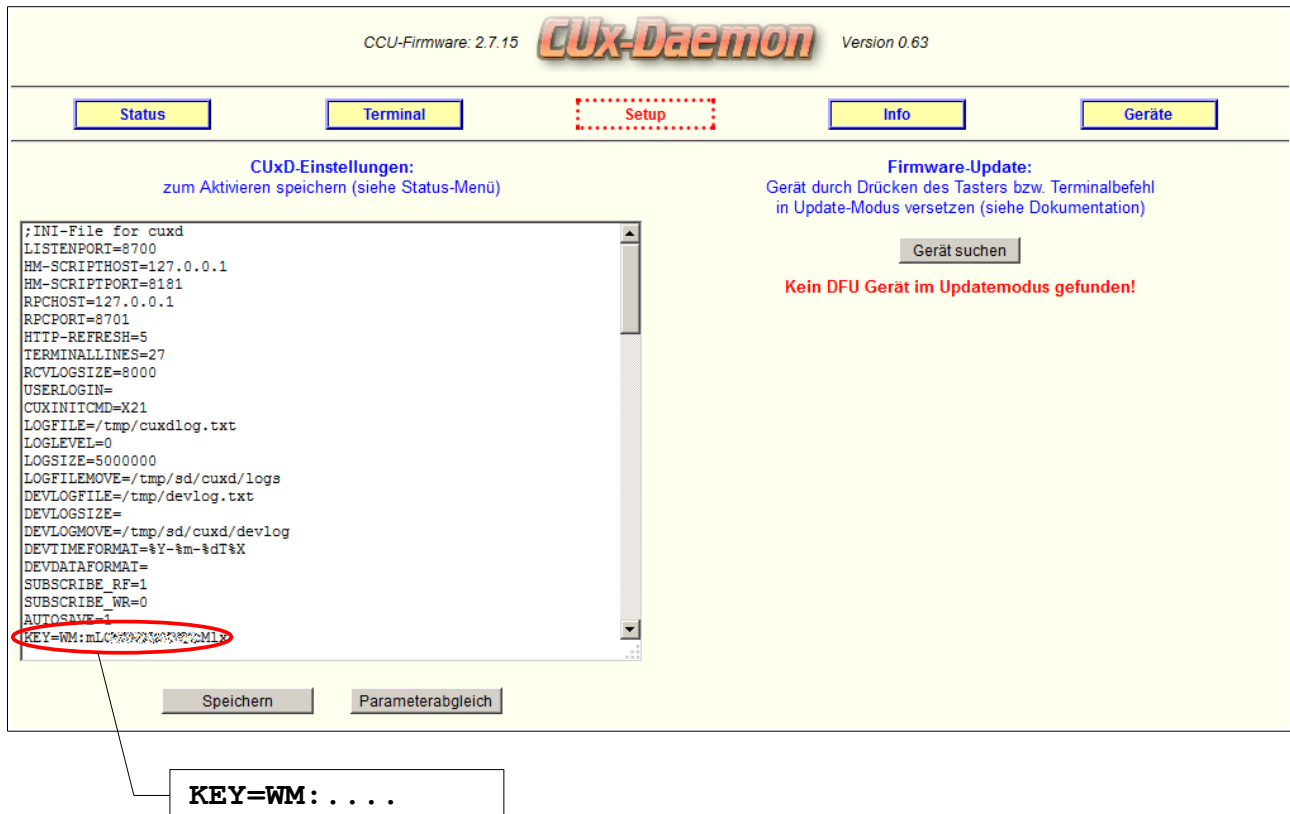 CCU-Firmware: 2.7.15 CUx-Daemon Version 0.63
Status Terminal Setup Info Geräte
CUxD-Einstellungen:
zum Aktivieren speichern (siehe Status-Menü)
;INI-File for cuxd
LISTENPORT=8700
HM-SCRIPTHOST=127.0.0.1
HM-SCRIPTPORT=8181
RPCHOST=127.0.0.1
RPCPORT=8701
HTTP-REFRESH=5
TERMINALLINES=27
RCVLOGSIZE=8000
USERLOGIN=
CUXINITCMD=X21
LOGFILE=/tmp/cuxdlog.txt
LOGLEVEL=0
LOGSIZE=5000000
LOGFILEMOVE=/tmp/sd/cuxd/logs
DEVLOGFILE=/tmp/devlog.txt
DEVLOGSIZE=
DEVLOGMOVE=/tmp/sd/cuxd/devlog
DEVTIMEFORMAT=%Y-%m-%dT%X
DEVDATAFORMAT=
SUBSCRIBE_RF=1
SUBSCRIBE_WR=0
AUTOSAVE=1
KEY=WM:
Speichern Parameterabgleich
Firmware-Update:
Gerät durch Drücken des Tasters bzw. Terminalbefehl
in Update-Modus versetzen (siehe Dokumentation)
Gerät suchen
Kein DFU Gerät im Updatemodus gefunden!
KEY=WM:....